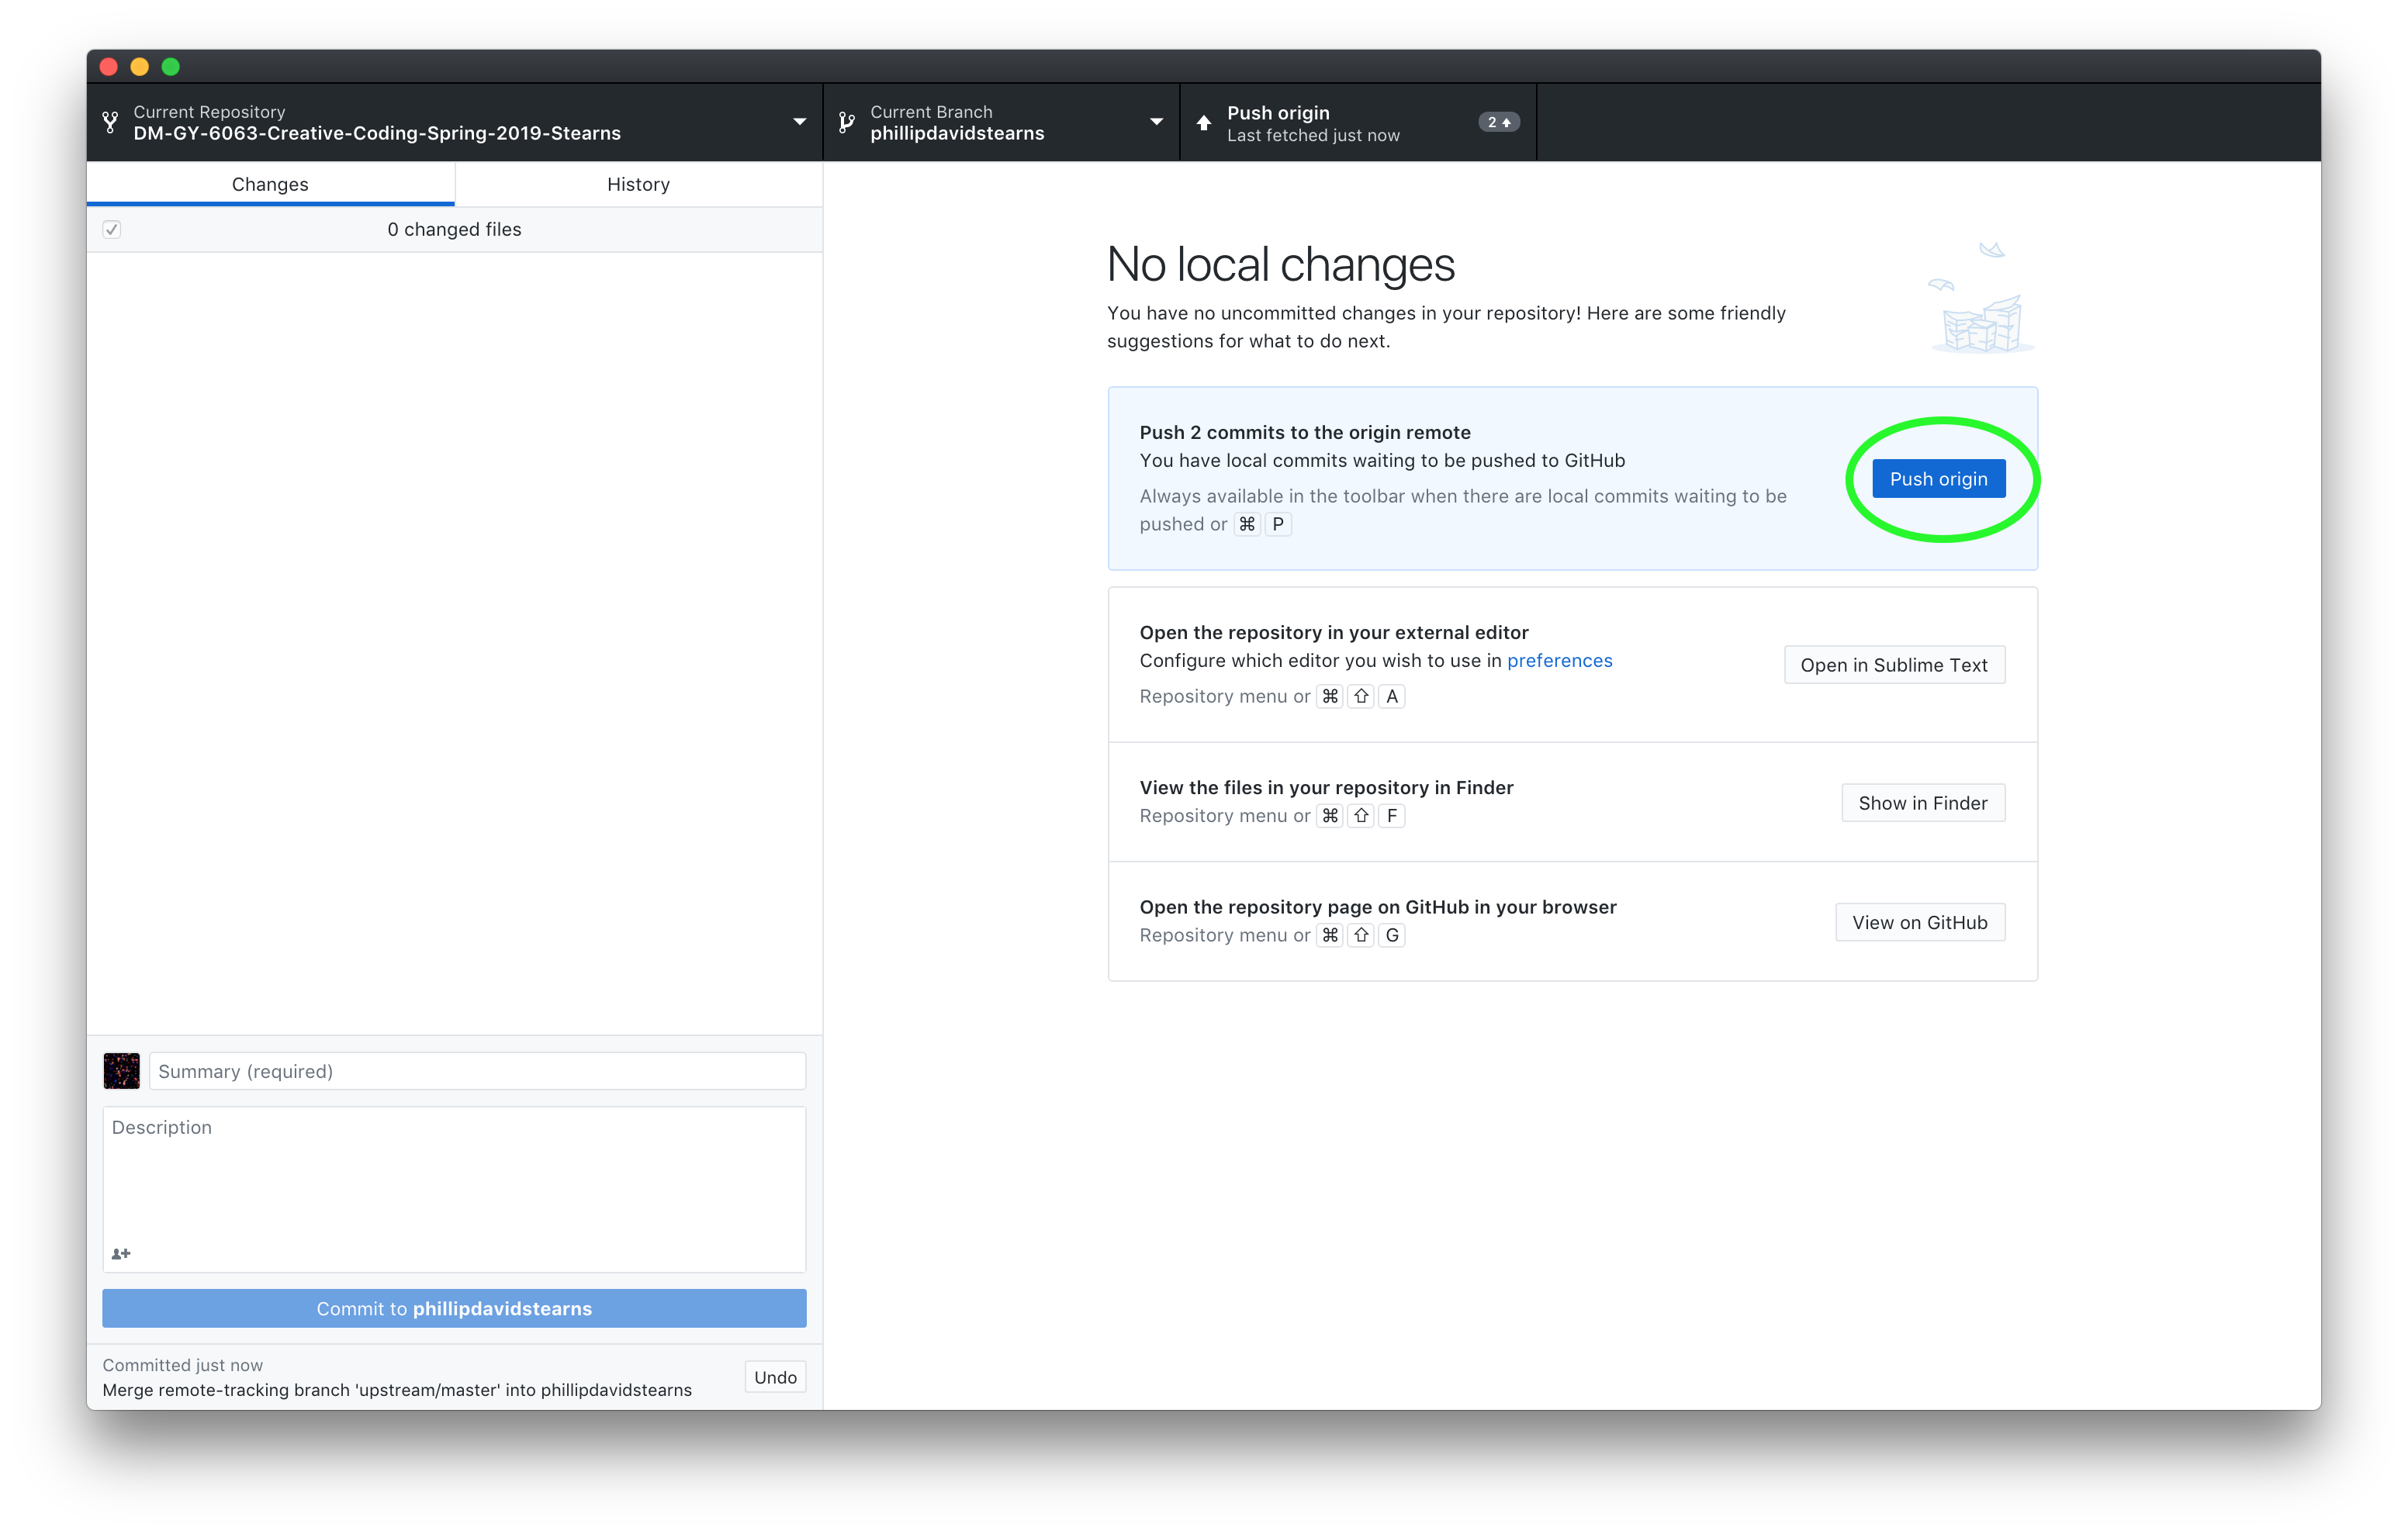 Current Repository
DM-GY-6063-Creative-Coding-Spring-2019-Stearns
Current Branch
phillipdavidstearns
Push origin
Last fetched just now
2
Changes
History
0 changed files
No local changes
You have no uncommitted changes in your repository! Here are some friendly
suggestions for what to do next.
Push 2 commits to the origin remote
You have local commits waiting to be pushed to GitHub
Always available in the toolbar when there are local commits waiting to be
pushed or ⌘ P
Push origin
Open the repository in your external editor
Configure which editor you wish to use in preferences
Repository menu or ⌘ ⇧ A
Open in Sublime Text
View the files in your repository in Finder
Repository menu or ⌘ ⇧ F
Show in Finder
Open the repository page on GitHub in your browser
Repository menu or ⌘ ⇧ G
View on GitHub
Summary (required)
Description
Commit to phillipdavidstearns
Committed just now
Merge remote-tracking branch 'upstream/master' into phillipdavidstearns
Undo